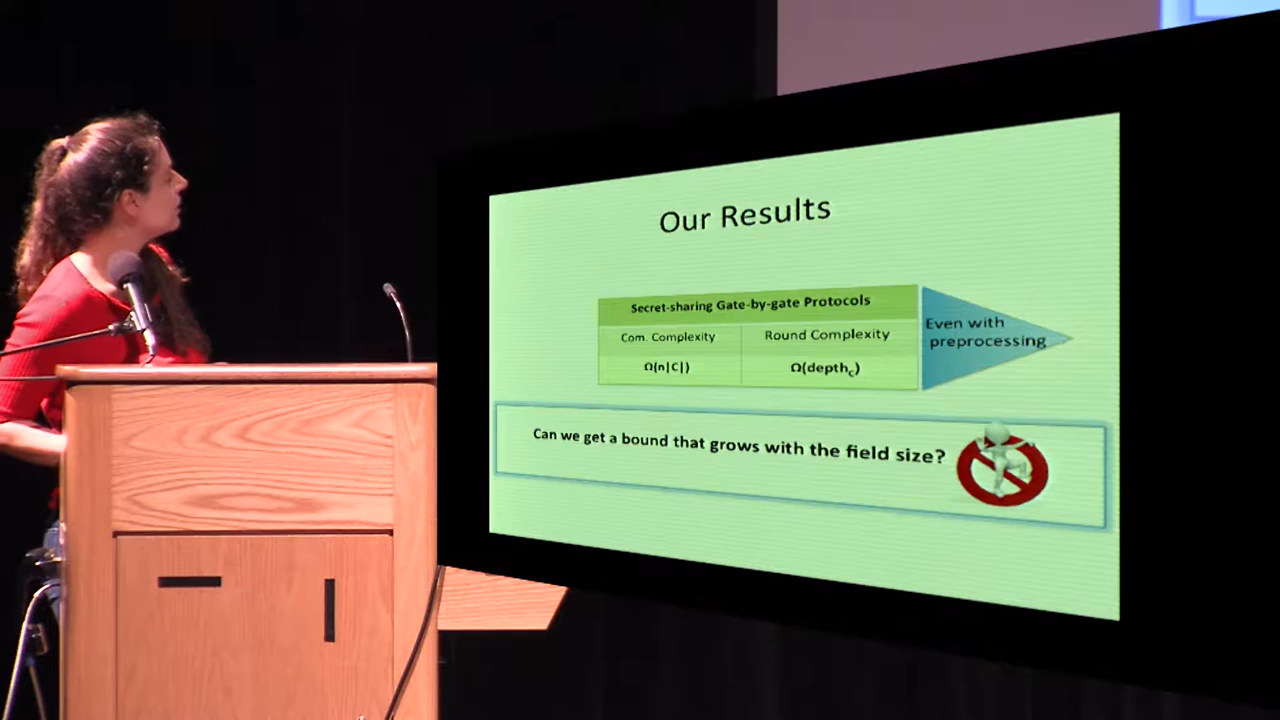 Our Results
Secret-sharing Gate-by-gate Protocols
Com. Complexity
Round Complexity
Ω(n|C|)
Ω(depth_C)
Even with
preprocessing
Can we get a bound that grows with the field size?